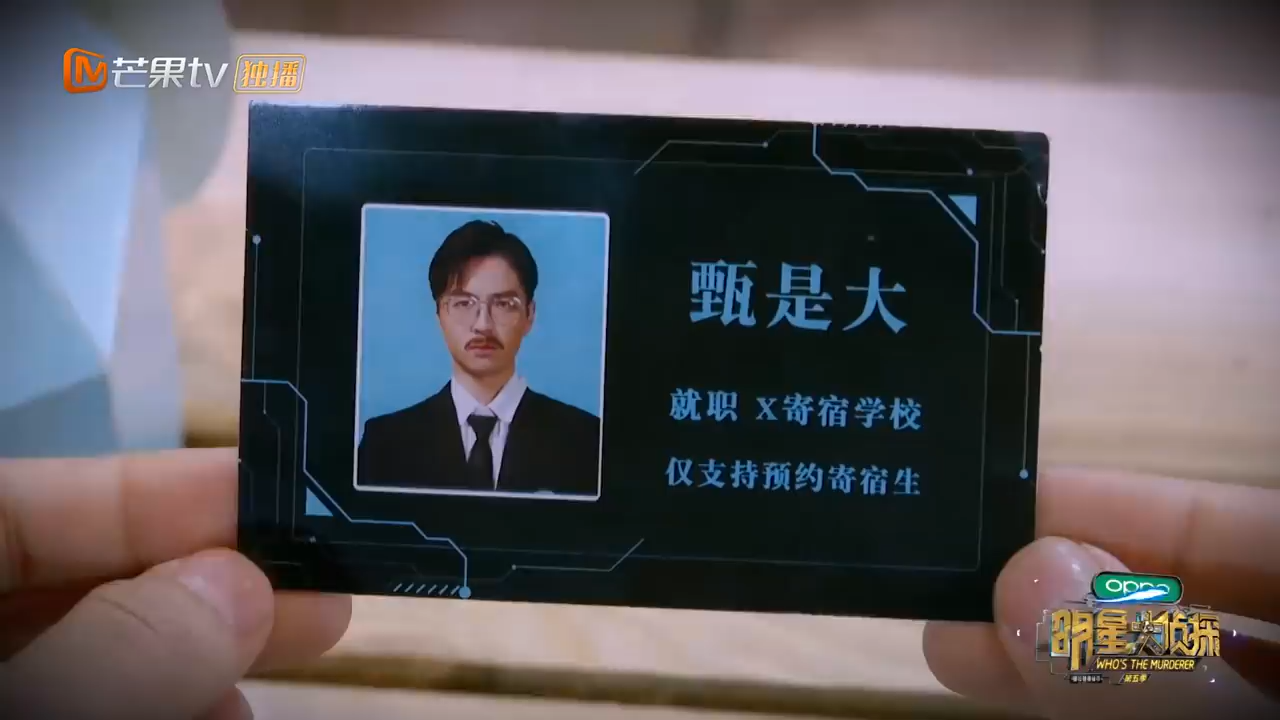 芒果tv 独播
甄是大
就职 X寄宿学校
仅支持预约寄宿生
oppo
明星大侦探
WHO'S THE MURDERER
第五季